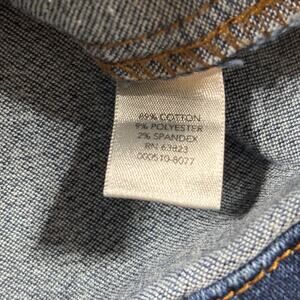 89% COTTON
9% POLYESTER
2% SPANDEX
RN 63823
000510-8077